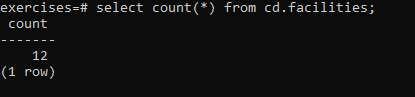 exercises=# select count(*) from cd.facilities;
 count
-------
    12
(1 row)